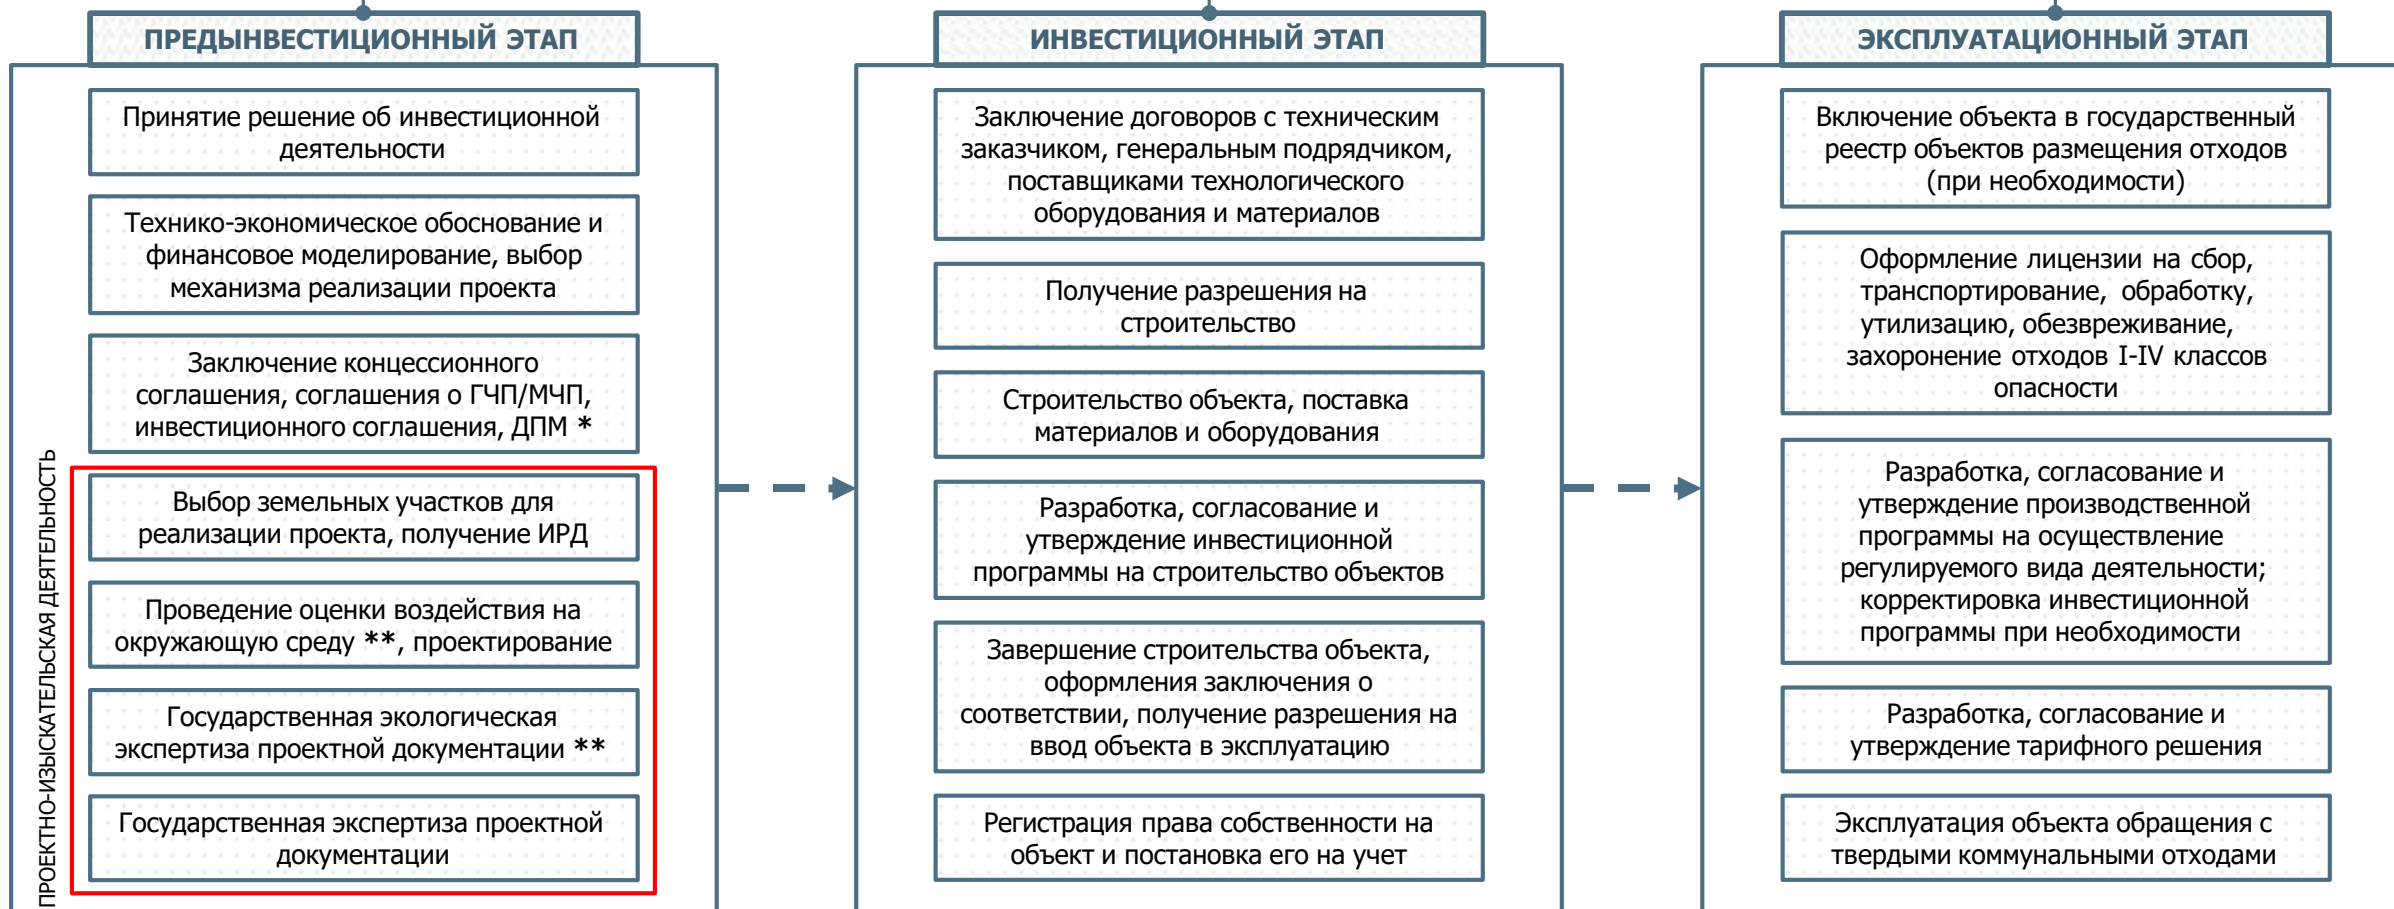 ПРЕДЫНВЕСТИЦИОННЫЙ ЭТАП
Принятие решение об инвестиционной
деятельности
Технико-экономическое обоснование и
финансовое моделирование, выбор
механизма реализации проекта
Заключение концессионного
соглашения, соглашения о ГЧП/МЧП,
инвестиционного соглашения, ДПМ *
ПРОЕКТНО-ИЗЫСКАТЕЛЬСКАЯ ДЕЯТЕЛЬНОСТЬ
Выбор земельных участков для
реализации проекта, получение ИРД
Проведение оценки воздействия на
окружающую среду **, проектирование
Государственная экологическая
экспертиза проектной документации **
Государственная экспертиза проектной
документации
ИНВЕСТИЦИОННЫЙ ЭТАП
Заключение договоров с техническим
заказчиком, генеральным подрядчиком,
поставщиками технологического
оборудования и материалов
Получение разрешения на
строительство
Строительство объекта, поставка
материалов и оборудования
Разработка, согласование и
утверждение инвестиционной
программы на строительство объектов
Завершение строительства объекта,
оформления заключения о
соответствии, получение разрешения на
ввод объекта в эксплуатацию
Регистрация права собственности на
объект и постановка его на учет
ЭКСПЛУАТАЦИОННЫЙ ЭТАП
Включение объекта в государственный
реестр объектов размещения отходов
(при необходимости)
Оформление лицензии на сбор,
транспортирование, обработку,
утилизацию, обезвреживание,
захоронение отходов I-IV классов
опасности
Разработка, согласование и
утверждение производственной
программы на осуществление
регулируемого вида деятельности;
корректировка инвестиционной
программы при необходимости
Разработка, согласование и
утверждение тарифного решения
Эксплуатация объекта обращения с
твердыми коммунальными отходами